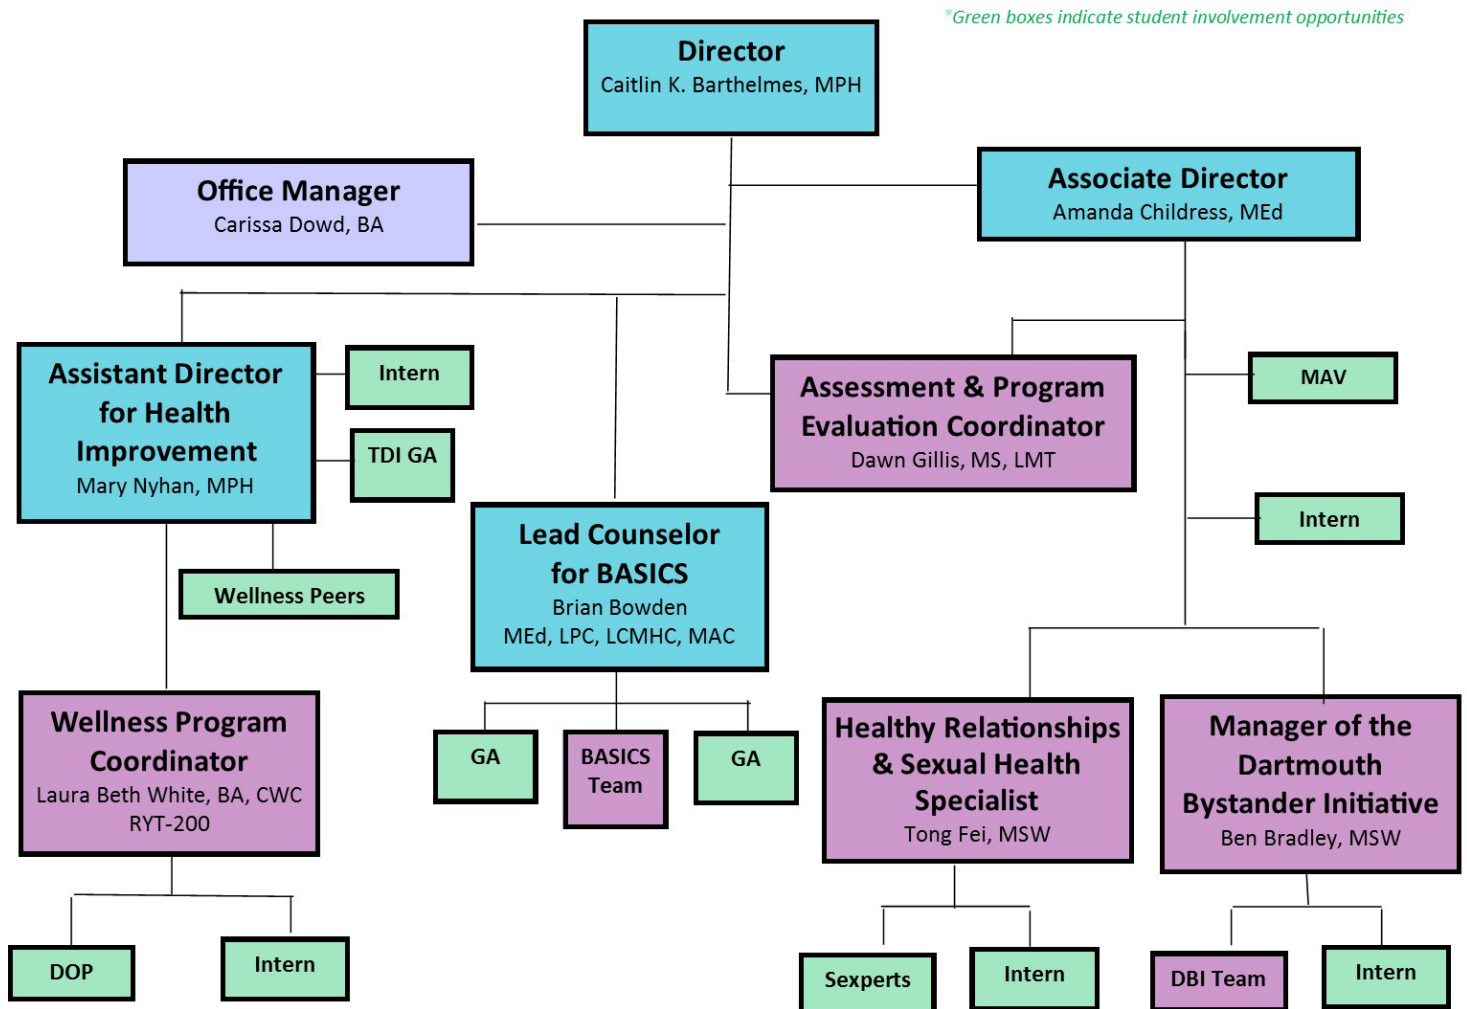 *Green boxes indicate student involvement opportunities
Director
Caitlin K. Barthelmes, MPH
Office Manager
Carissa Dowd, BA
Associate Director
Amanda Childress, MEd
Assistant Director
for Health
Improvement
Mary Nyhan, MPH
Intern
TDI GA
Wellness Peers
Assessment & Program
Evaluation Coordinator
Dawn Gillis, MS, LMT
MAV
Intern
Lead Counselor
for BASICS
Brian Bowden
MEd, LPC, LCMHC, MAC
Wellness Program
Coordinator
Laura Beth White, BA, CWC
RYT-200
GA
BASICS
Team
GA
Healthy Relationships
& Sexual Health
Specialist
Tong Fei, MSW
Manager of the
Dartmouth
Bystander Initiative
Ben Bradley, MSW
DOP
Intern
Sexperts
Intern
DBI Team
Intern